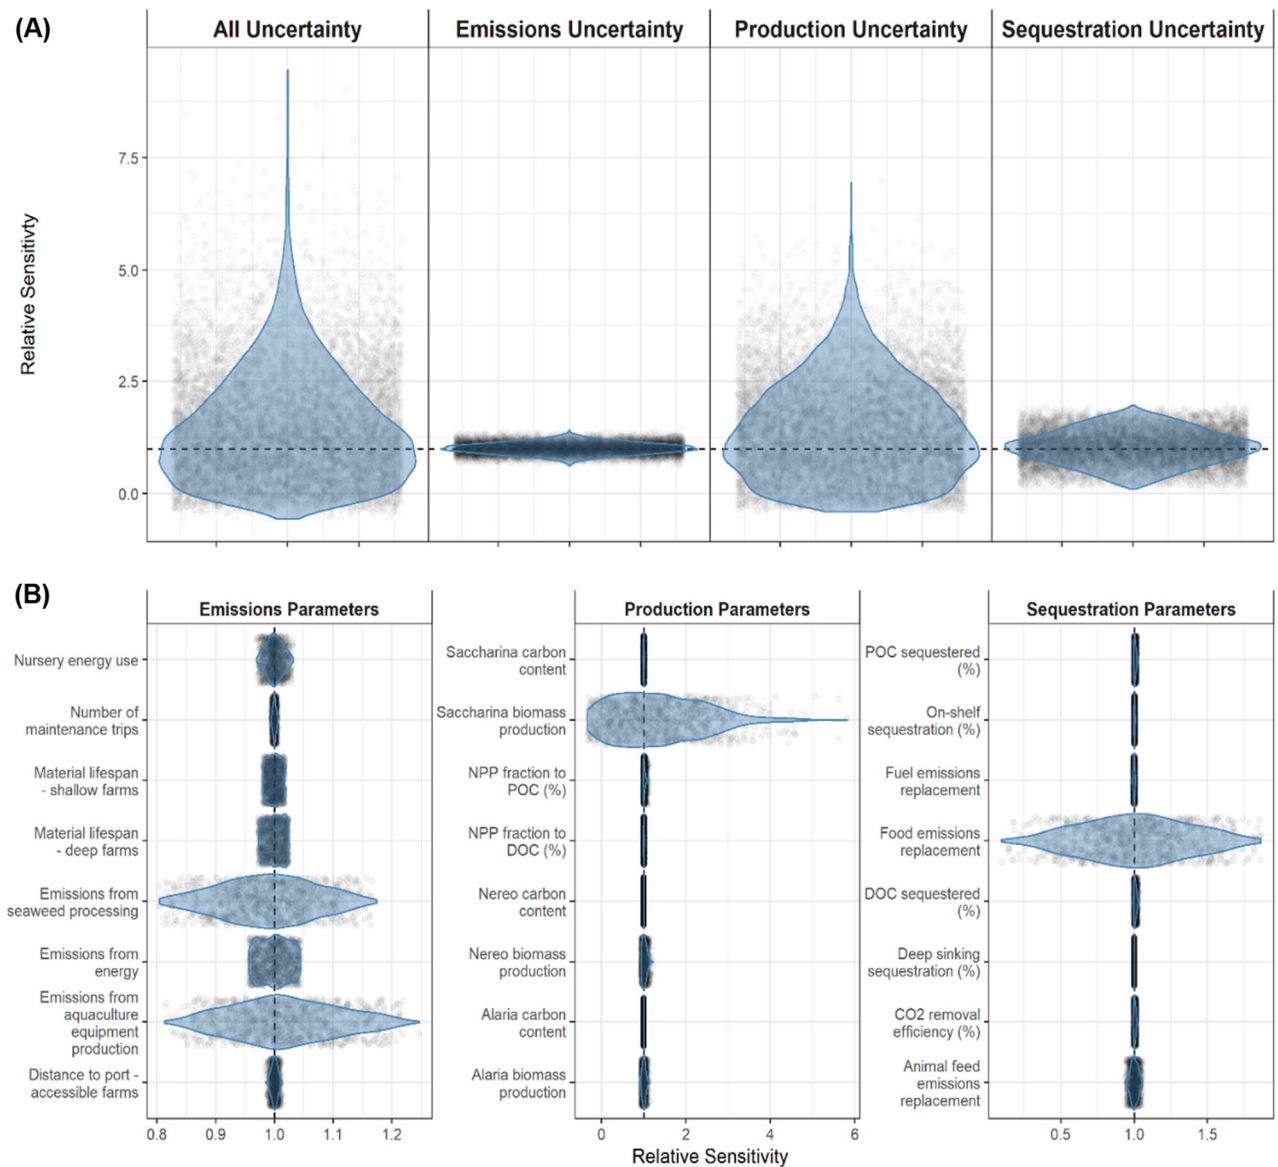 (A)
All Uncertainty
Emissions Uncertainty
Production Uncertainty
Sequestration Uncertainty
Relative Sensitivty
7.5
5.0
2.5
0.0
(B)
Emissions Parameters
Nursery energy use
Number of
maintenance trips
Material lifespan
- shallow farms
Material lifespan
- deep farms
Emissions from
seaweed processing
Emissions from
energy
Emissions from
aquaculture
equipment
production
Distance to port -
accessible farms
0.8
0.9
1.0
1.1
1.2
Production Parameters
Saccharina carbon
content
Saccharina biomass
production
NPP fraction to
POC (%)
NPP fraction to
DOC (%)
Nereo carbon
content
Nereo biomass
production
Alaria carbon
content
Alaria biomass
production
0
2
4
6
Sequestration Parameters
POC sequestered
(%)
On-shelf
sequestration (%)
Fuel emissions
replacement
Food emissions
replacement
DOC sequestered
(%)
Deep sinking
sequestration (%)
CO2 removal
efficiency (%)
Animal feed
emissions
replacement
0.5
1.0
1.5
Relative Sensitivity